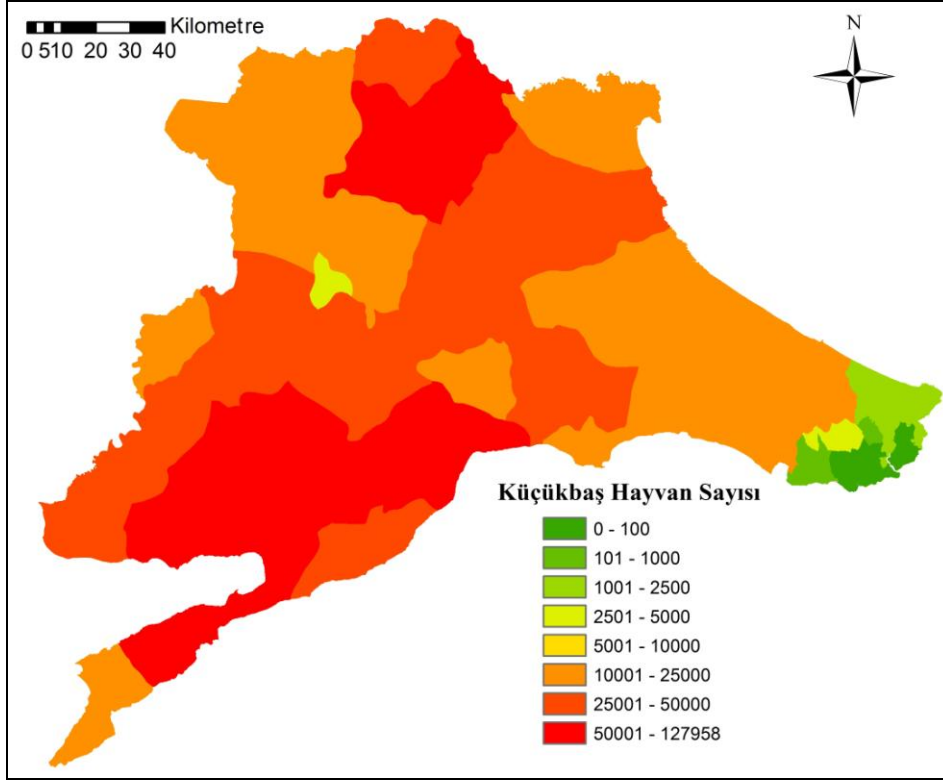 Kilometre
0 5 10 20 30 40
N
Küçükbaş Hayvan Sayısı
0 - 100
101 - 1000
1001 - 2500
2501 - 5000
5001 - 10000
10001 - 25000
25001 - 50000
50001 - 127958